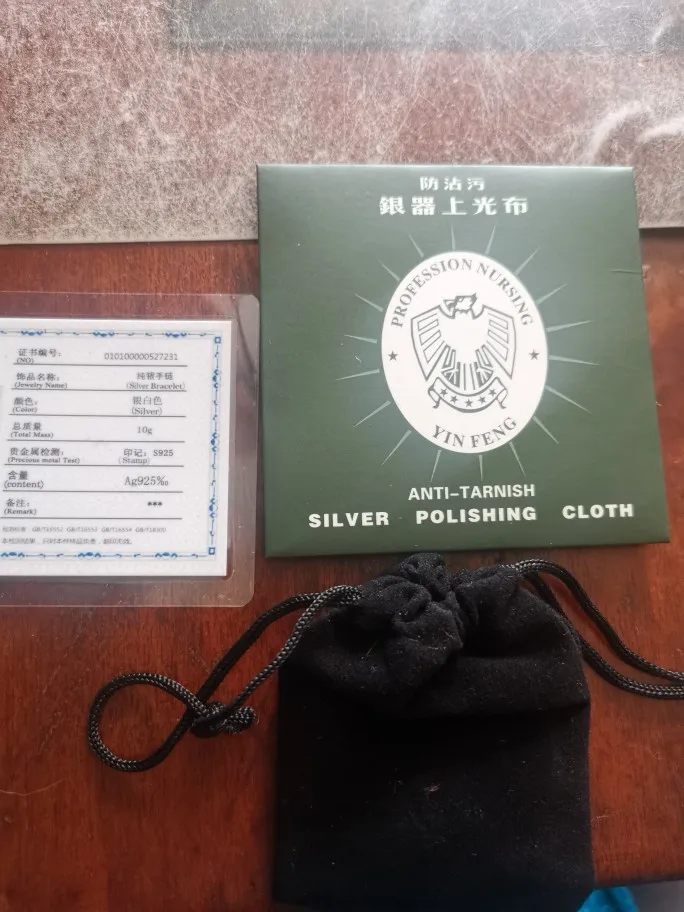 证书编号:
(NO)
010100000527231
饰品名称:
(Jewelry Name)
纯银手链
(Silver Bracelet)
颜色:
(Color)
银白色
(Silver)
总质量
(Total Mass)
10g
贵金属检测:
(Precious metal Test)
印记: S925
(Stamp)
含量
(content)
Ag925‰
备注:
(Remark)
***
防沾污
銀器上光布
PROFESSION NURSING
YIN FENG
ANTI-TARNISH
SILVER POLISHING CLOTH